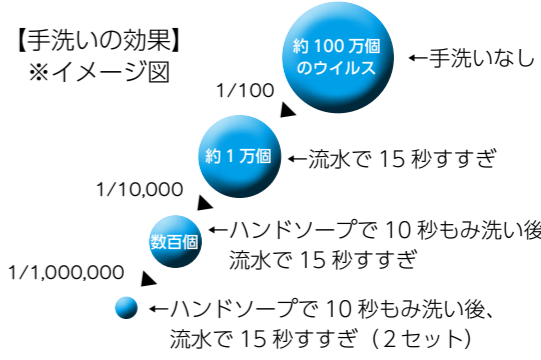 【手洗いの効果】
※イメージ図
約100万個
のウイルス
←手洗いなし
1/100
約1万個
←流水で15秒すすぎ
1/10,000
数百個
←ハンドソープで10秒もみ洗い後
流水で15秒すすぎ
1/1,000,000
←ハンドソープで10秒もみ洗い後、
流水で15秒すすぎ（2セット）